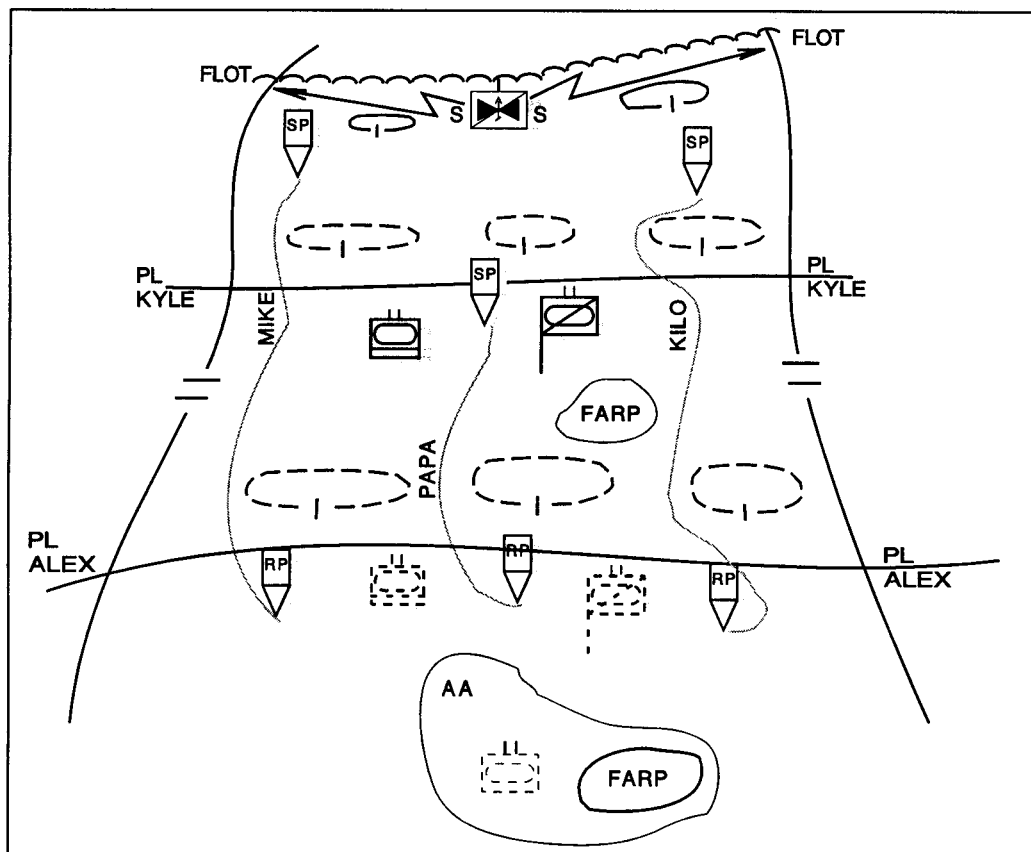 FLOT
FLOT
S S
SP
SP
PL
KYLE
SP
PL
KYLE
MIKE
KILO
FARP
PAPA
PL
ALEX
RP
RP
RP
PL
ALEX
AA
FARP